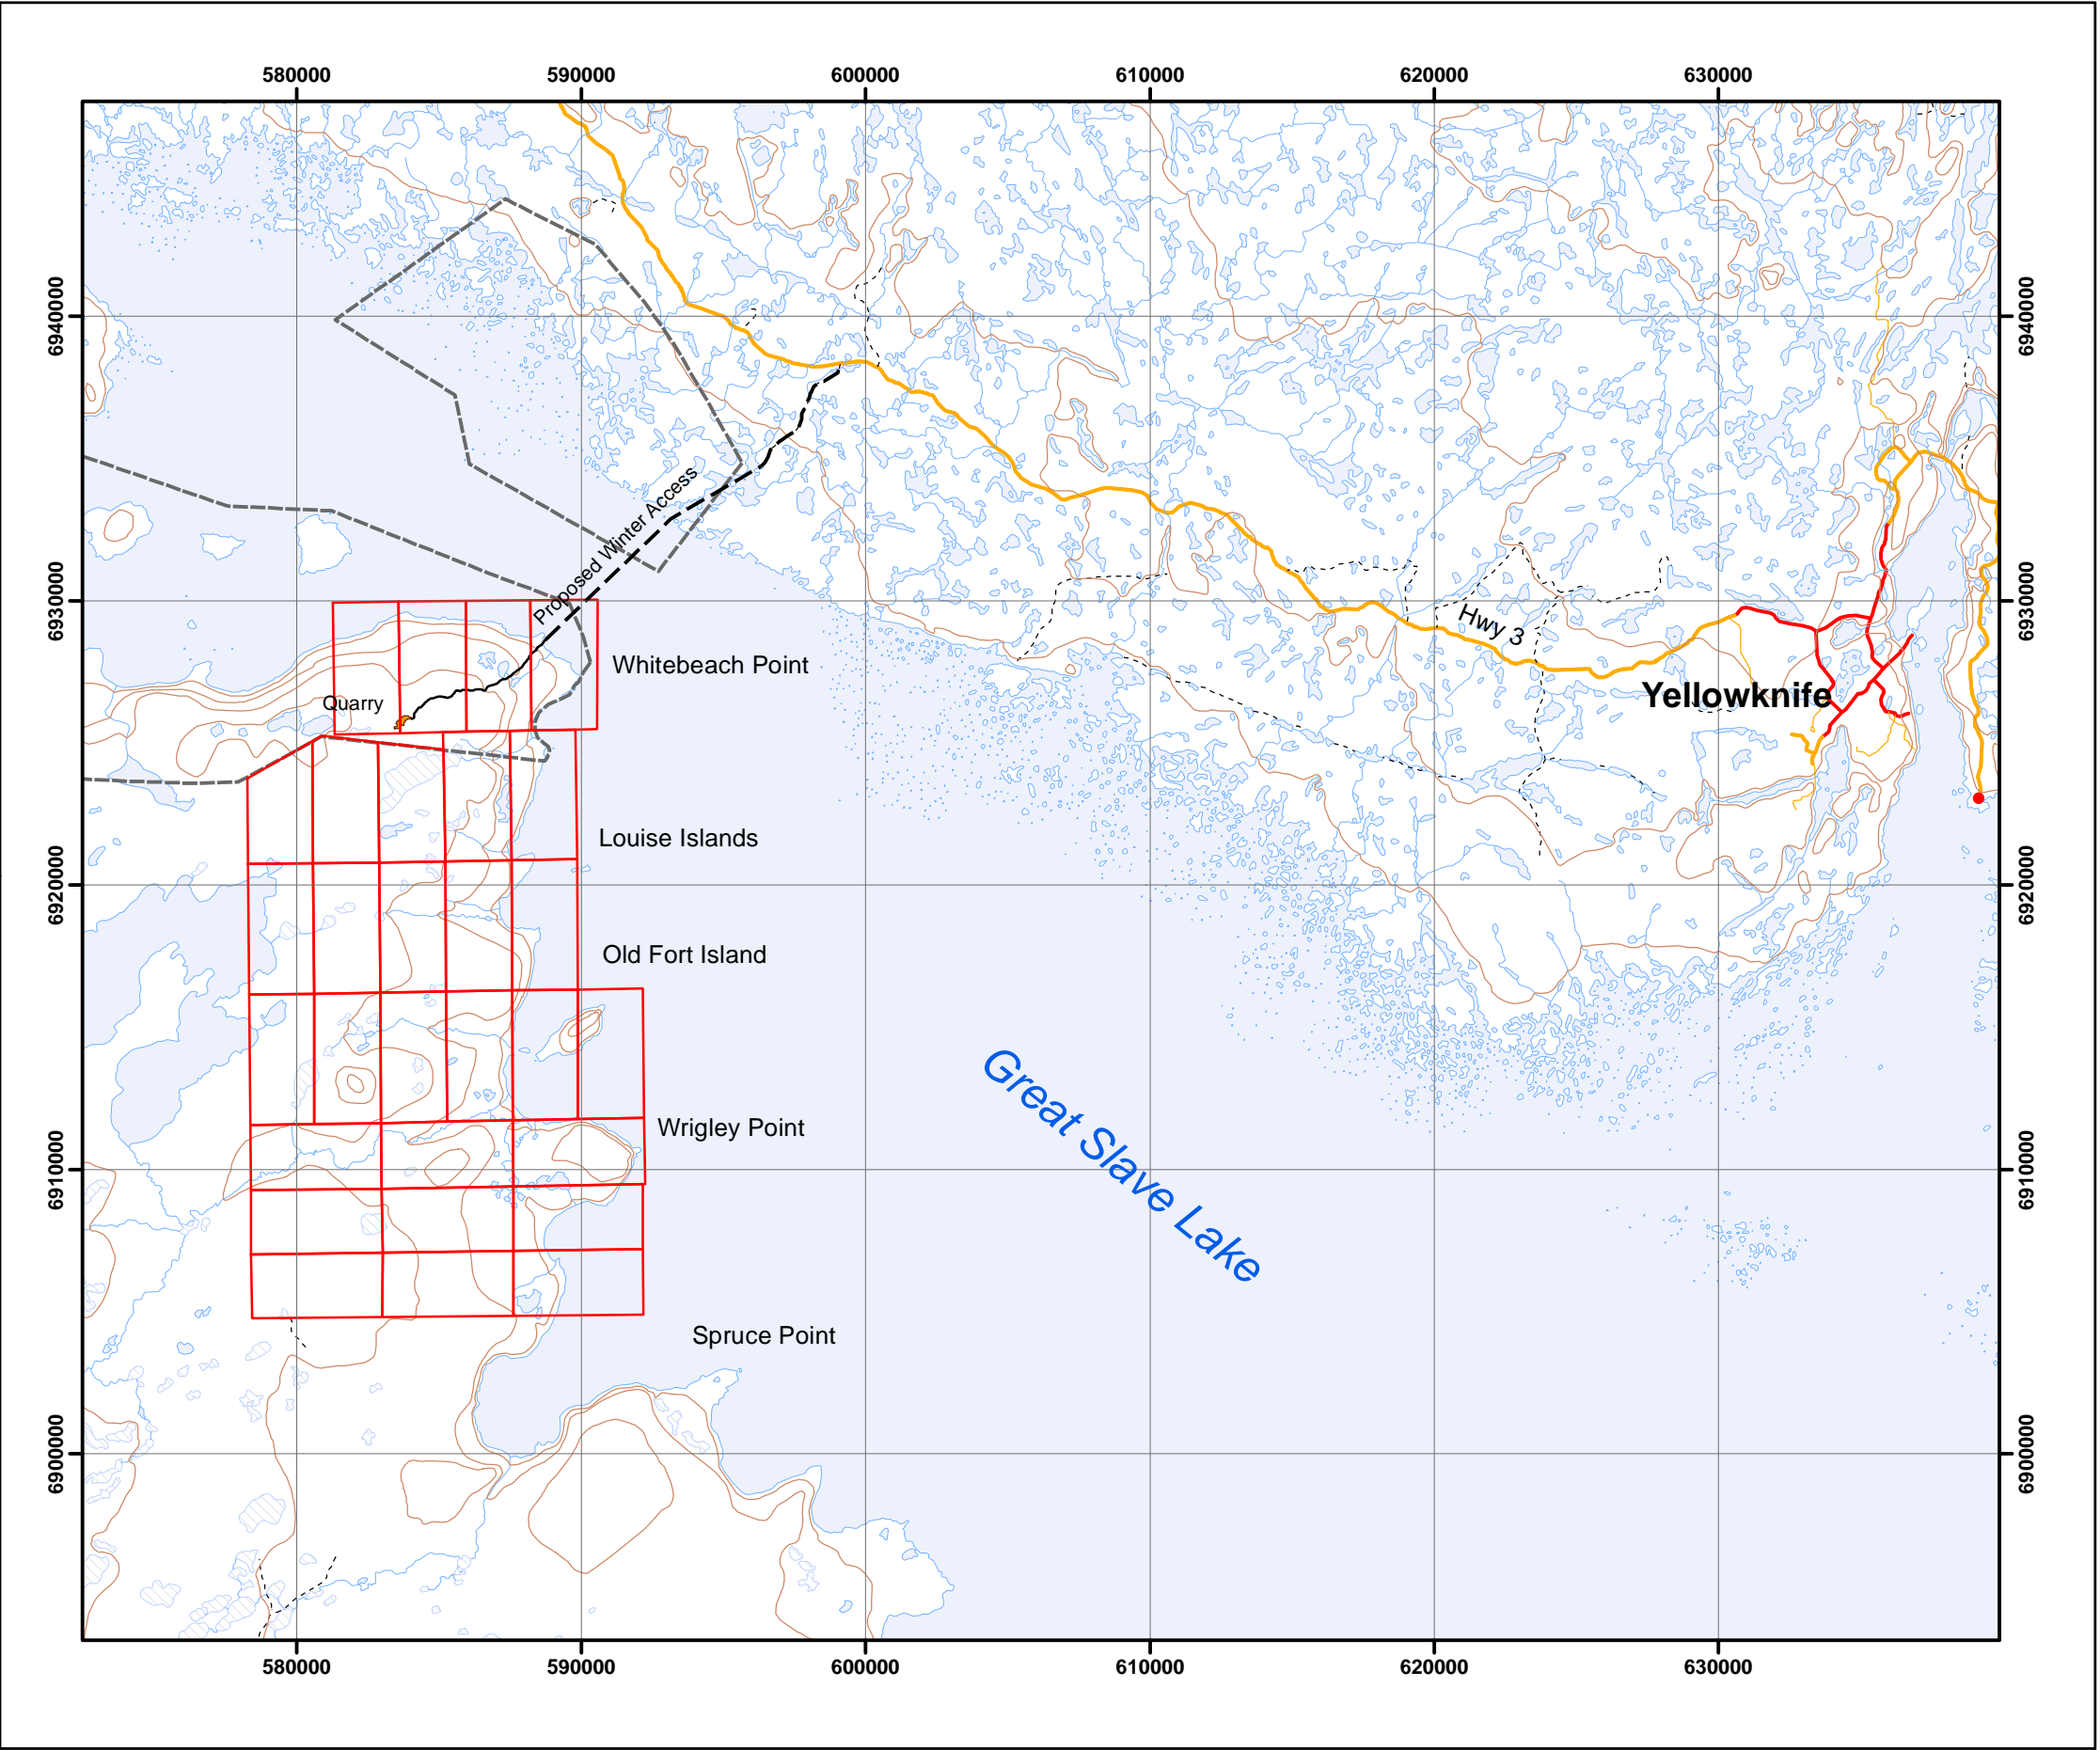 580000 590000 600000 610000 620000 630000
6940000 6940000
Proposed Winter Access
6930000 6930000
Hwy 3
Whitebeach Point
Quarry
Yellowknife
Louise Islands
6920000 6920000
Old Fort Island
Great Slave Lake
Wrigley Point
6910000 6910000
Spruce Point
6900000 6900000
580000 590000 600000 610000 620000 630000